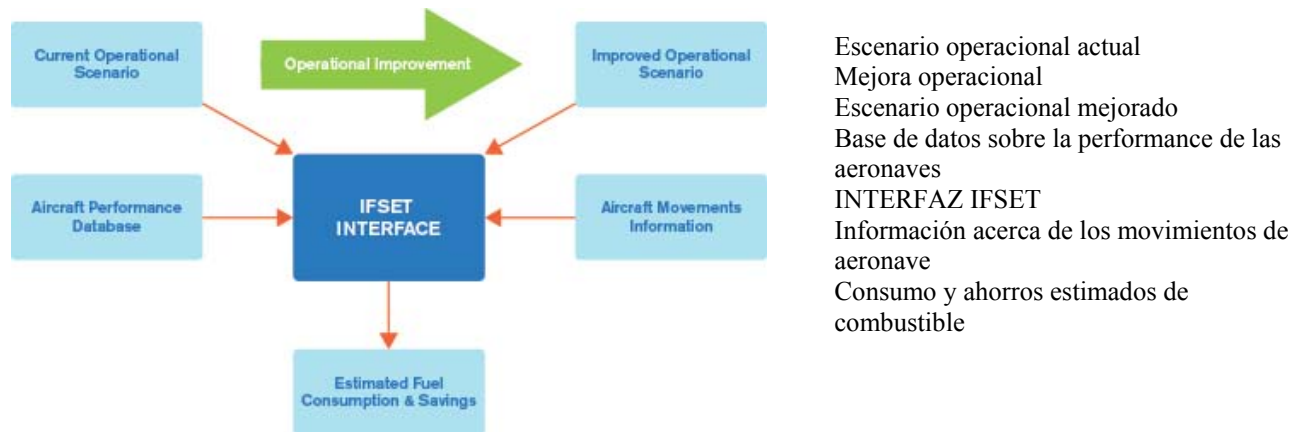 Current Operational
Scenario
Operational Improvement
Improved Operational
Scenario
Aircraft Performance
Database
IFSET
INTERFACE
Aircraft Movements
Information
Estimated Fuel
Consumption & Savings
Escenario operacional actual
Mejora operacional
Escenario operacional mejorado
Base de datos sobre la performance de las
aeronaves
INTERFAZ IFSET
Información acerca de los movimientos de
aeronave
Consumo y ahorros estimados de
combustible